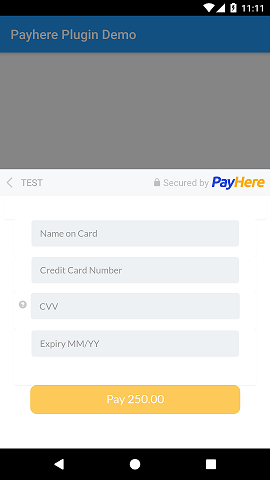 11:11
Payhere Plugin Demo
TEST
Secured by PayHere
Name on Card
Credit Card Number
? CVV
Expiry MM/YY
Pay 250.00